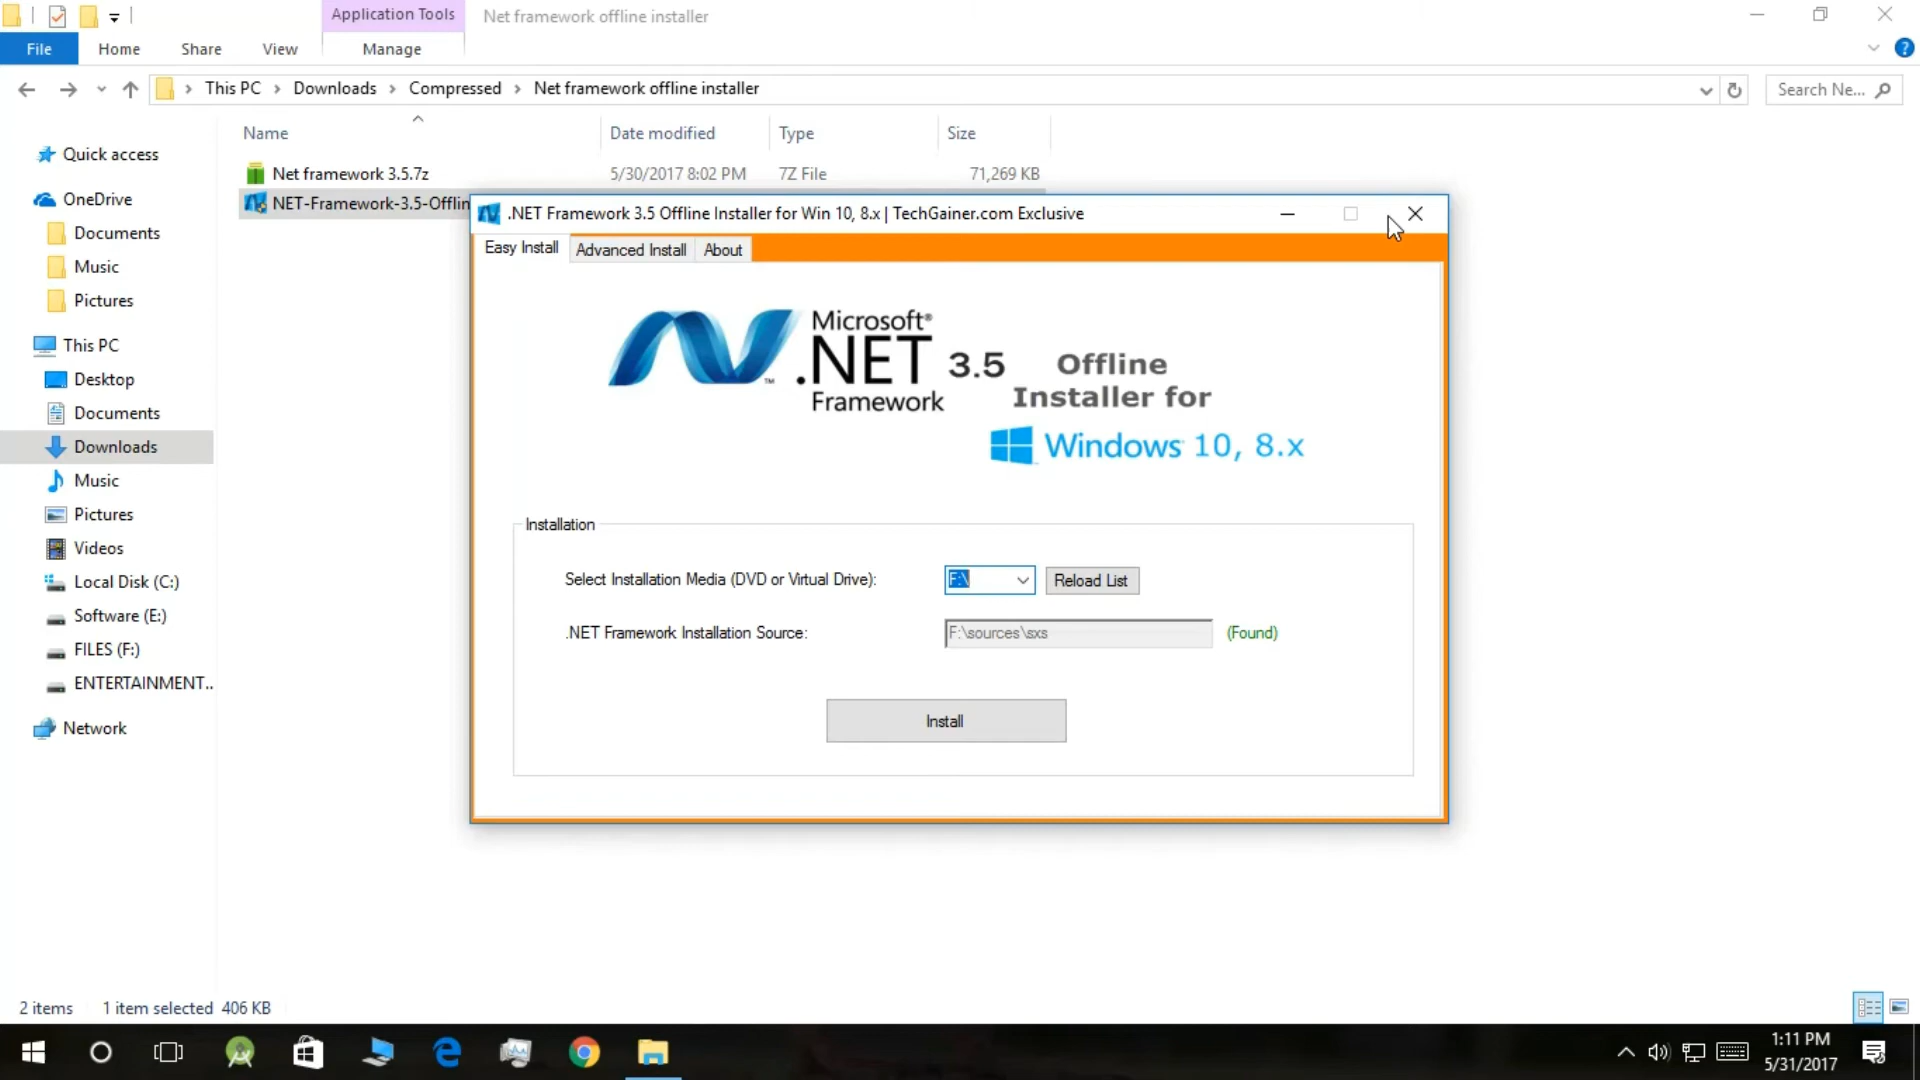 Application Tools
Net framework offline installer
File
Home
Share
View
Manage
This PC
Downloads
Compressed
Net framework offline installer
Search Ne...
Name
Date modified
Type
Size
Quick access
OneDrive
Documents
Music
Pictures
This PC
Desktop
Documents
Downloads
Music
Pictures
Videos
Local Disk (C:)
Software (E:)
FILES (F:)
ENTERTAINMENT..
Network
Net framework 3.5.7z
5/30/2017 8:02 PM
7Z File
71,269 KB
NET-Framework-3.5-Offlin
.NET Framework 3.5 Offline Installer for Win 10, 8.x | TechGainer.com Exclusive
Easy Install
Advanced Install
About
Microsoft®
.NET
Framework
™
3.5
Offline
Installer for
Windows 10, 8.x
Installation
Select Installation Media (DVD or Virtual Drive):
F:\
Reload List
.NET Framework Installation Source:
F:\sources\sxs
(Found)
Install
2 items
1 item selected 406 KB
1:11 PM
5/31/2017